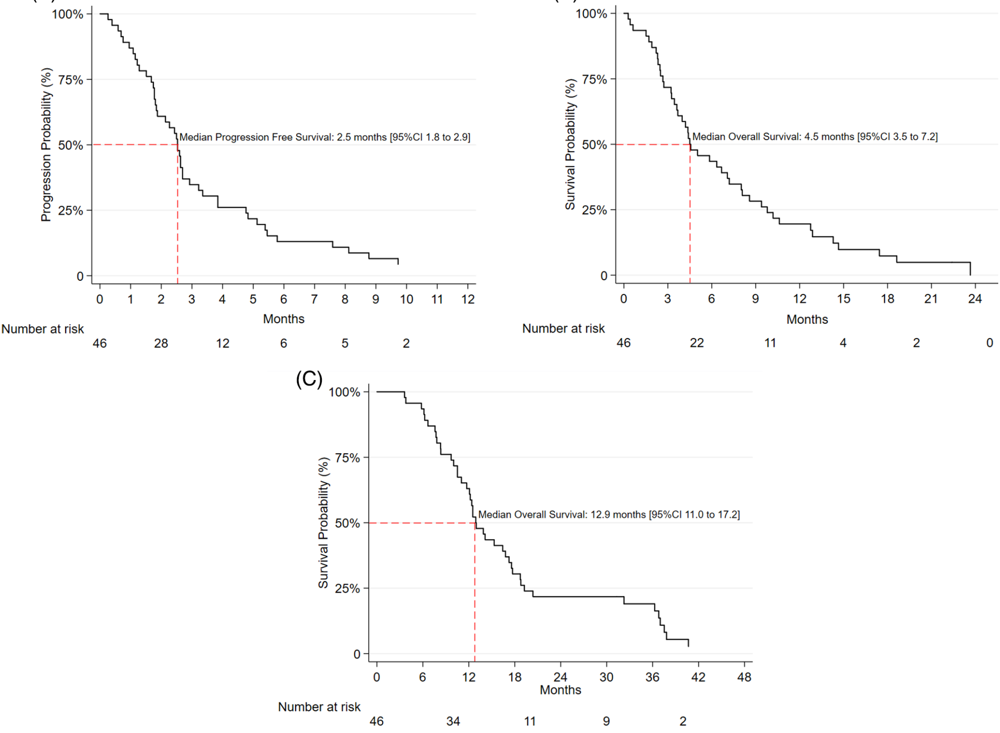 100%
75%
50%
25%
0
Progression Probability (%)
Median Progression Free Survival: 2.5 months [95%CI 1.8 to 2.9]
0 1 2 3 4 5 6 7 8 9 10 11 12
Months
Number at risk
46 28 12 6 5 2
100%
75%
50%
25%
0
Survival Probability (%)
Median Overall Survival: 4.5 months [95%CI 3.5 to 7.2]
0 3 6 9 12 15 18 21 24
Months
Number at risk
46 22 11 4 2 0
(C)
100%
75%
50%
25%
0
Survival Probability (%)
Median Overall Survival: 12.9 months [95%CI 11.0 to 17.2]
0 6 12 18 24 30 36 42 48
Months
Number at risk
46 34 11 9 2